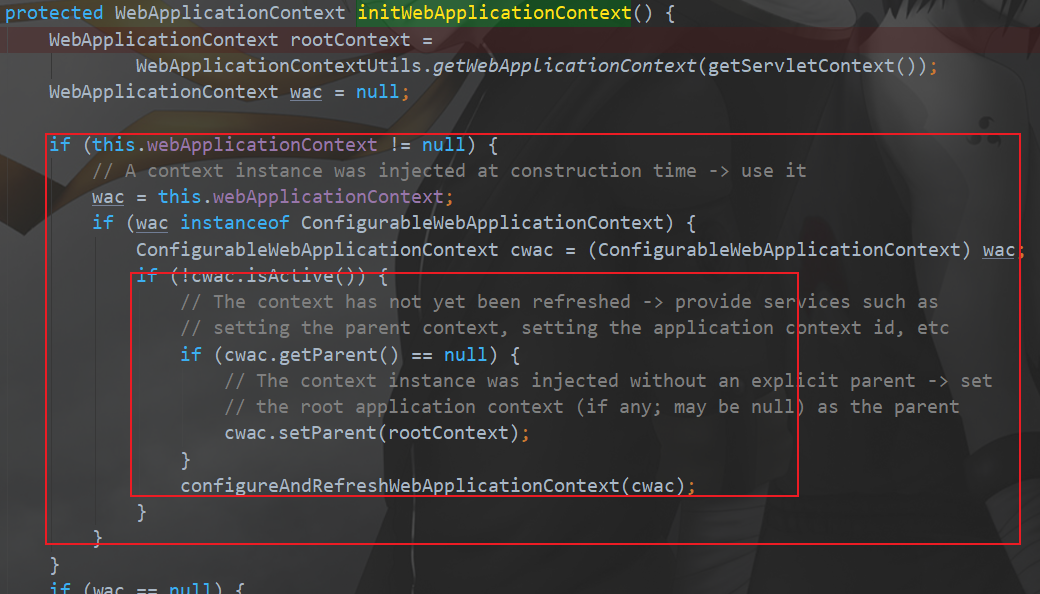 protected WebApplicationContext initWebApplicationContext() {
    WebApplicationContext rootContext =
            WebApplicationContextUtils.getWebApplicationContext(getServletContext());
    WebApplicationContext wac = null;
    if (this.webApplicationContext != null) {
        // A context instance was injected at construction time -> use it
        wac = this.webApplicationContext;
        if (wac instanceof ConfigurableWebApplicationContext) {
            ConfigurableWebApplicationContext cwac = (ConfigurableWebApplicationContext) wac;
            if (!cwac.isActive()) {
                // The context has not yet been refreshed -> provide services such as
                // setting the parent context, setting the application context id, etc
                if (cwac.getParent() == null) {
                    // The context instance was injected without an explicit parent -> set
                    // the root application context (if any; may be null) as the parent
                    cwac.setParent(rootContext);
                }
                configureAndRefreshWebApplicationContext(cwac);
            }
        }
    }
    if (wac == null) {